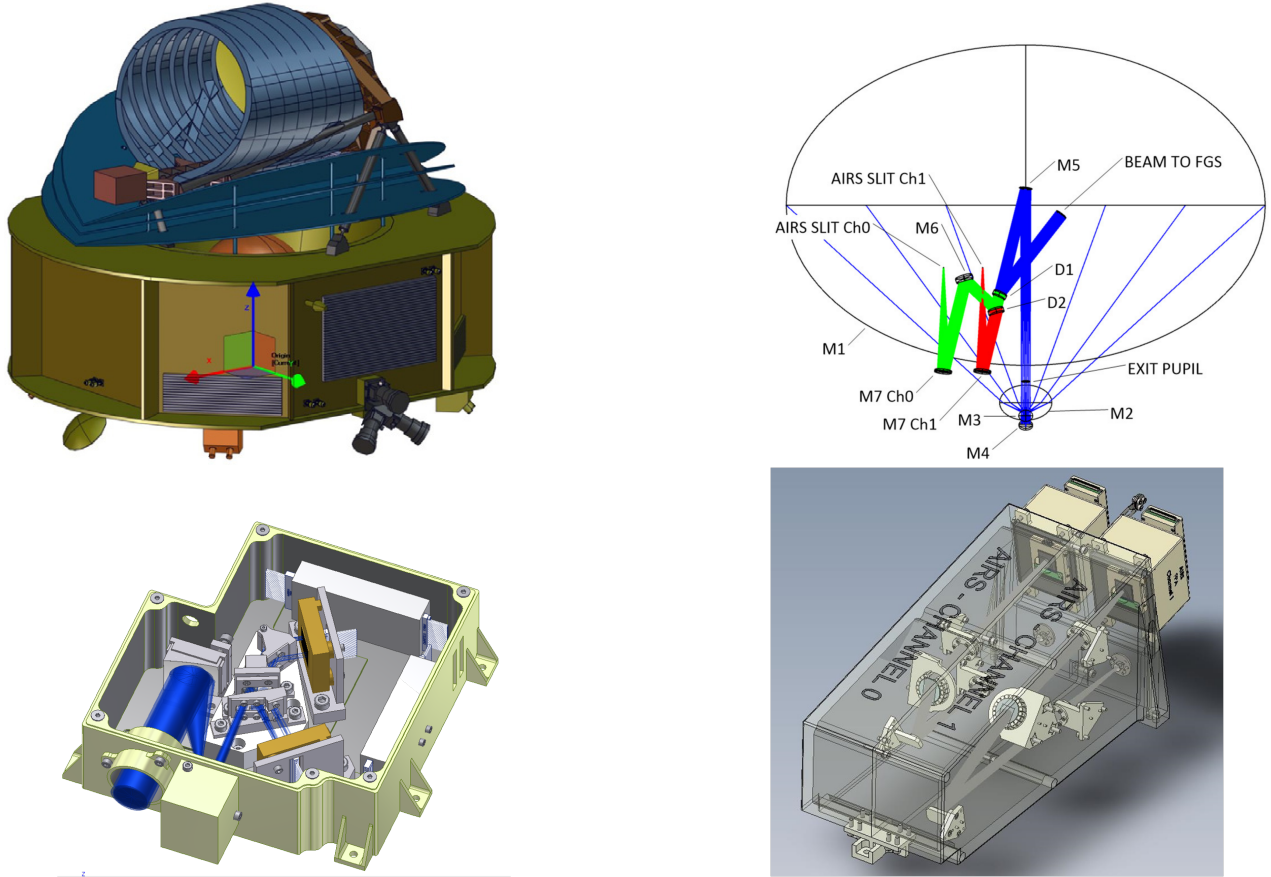 Z
X
Origin
M5
BEAM TO FGS
AIRS SLIT Ch1
AIRS SLIT Ch0
M6
D1
D2
M1
EXIT PUPIL
M7 Ch0
M7 Ch1
M3
M2
M4
AIRS - CHANNEL 0
AIRS CHANNEL 1
z